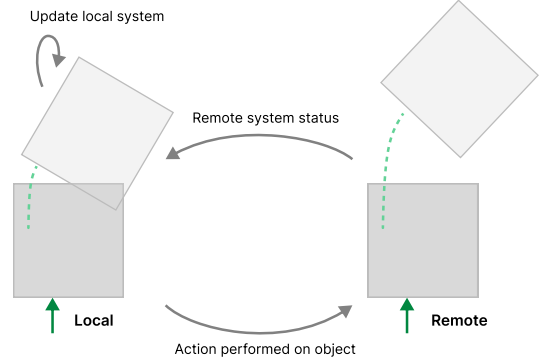 Update local system
Remote system status
Local
Remote
Action performed on object